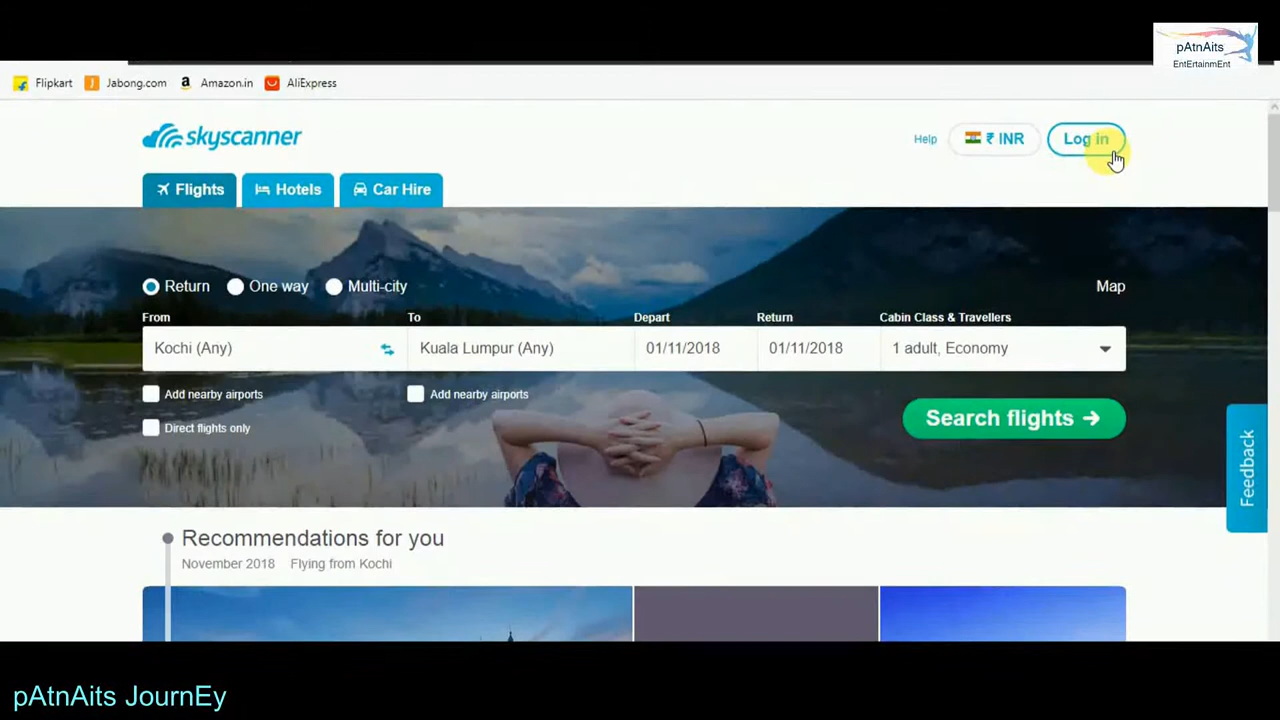 pAtnAits
EntErtainmEnt
Flipkart Jabong.com Amazon.in AliExpress
skyscanner
Help ₹ INR Log in
Flights Hotels Car Hire
Return One way Multi-city Map
From To Depart Return Cabin Class & Travellers
Kochi (Any) Kuala Lumpur (Any) 01/11/2018 01/11/2018 1 adult, Economy
Add nearby airports Add nearby airports
Direct flights only
Search flights
Feedback
Recommendations for you
November 2018 Flying from Kochi
pAtnAits JournEy